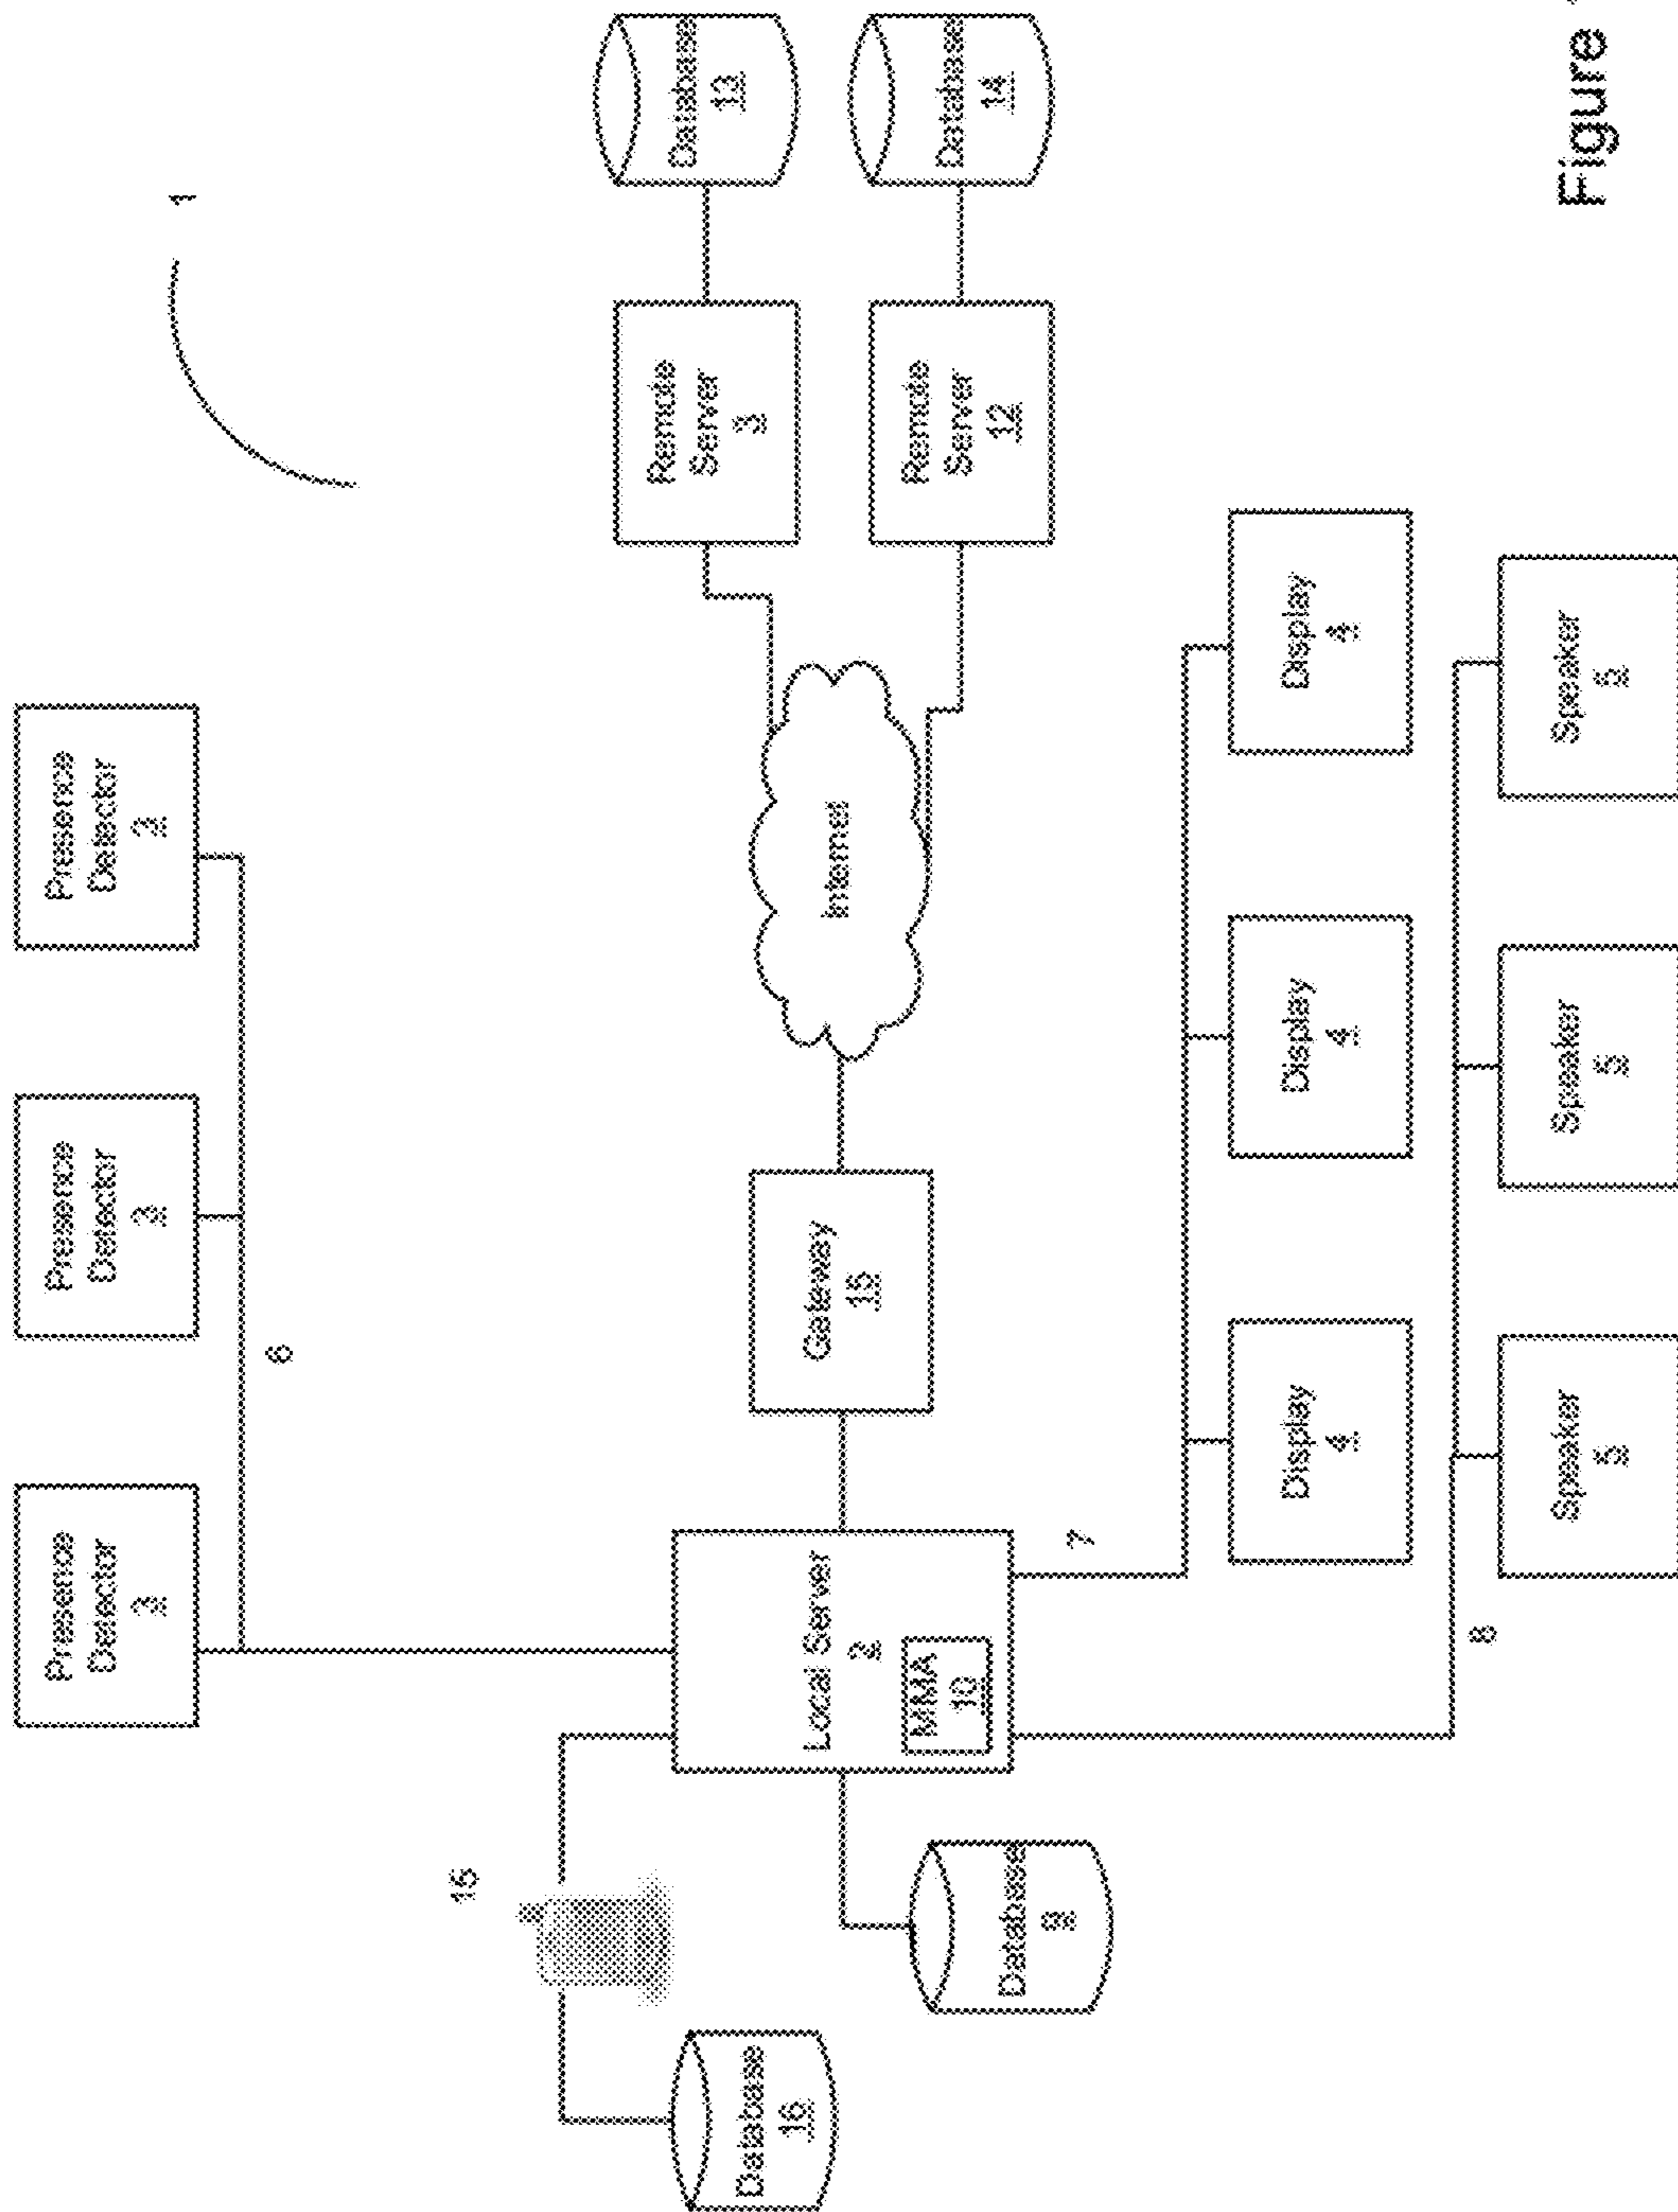 1
Presence
Detector
3
Presence
Detector
3
Presence
Detector
3
6
15
Database
16
Local Server
2
MMA
10
Database
9
Gateway
15
Internet
Remote
Server
3
Database
13
Remote
Server
12
Database
14
7
Display
4
Display
4
Display
4
8
Speaker
5
Speaker
5
Speaker
5
Figure